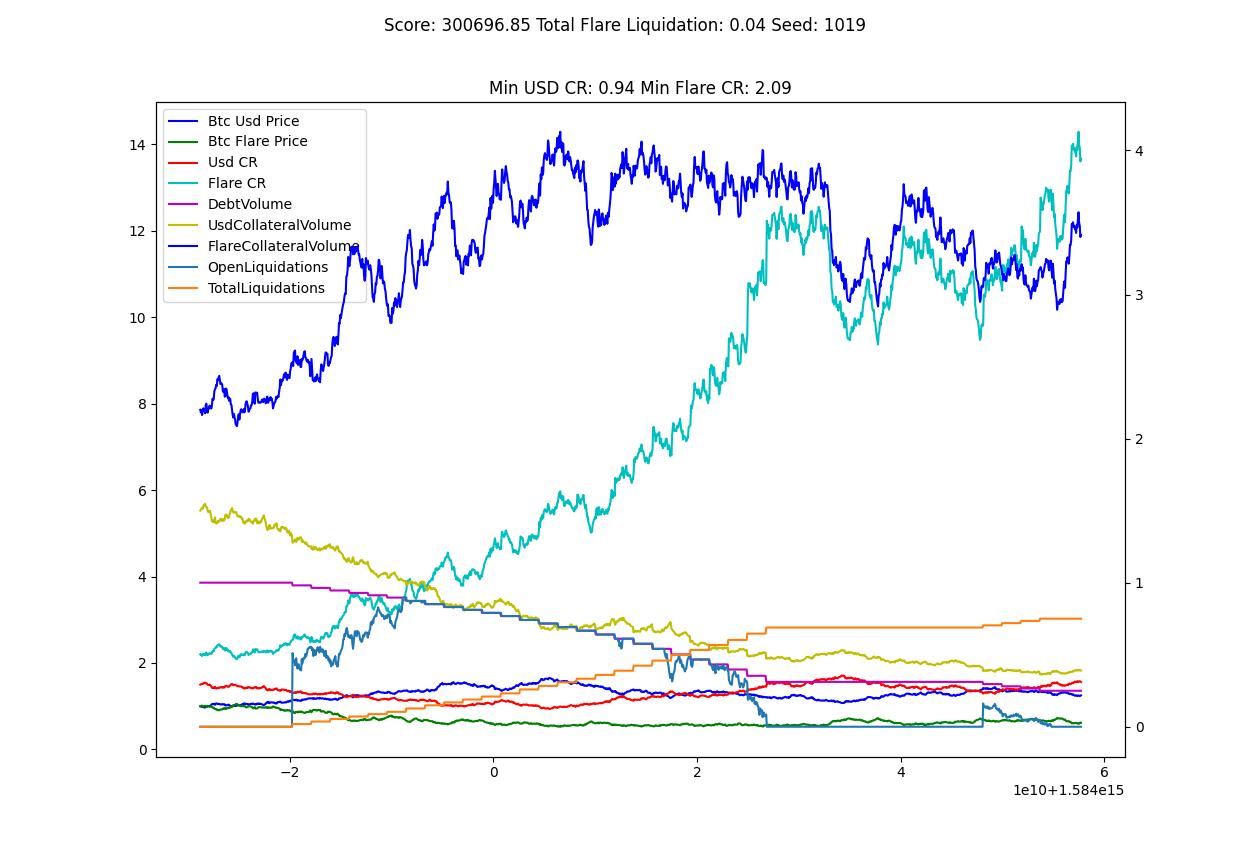 Score: 300696.85 Total Flare Liquidation: 0.04 Seed: 1019
Min USD CR: 0.94 Min Flare CR: 2.09
Btc Usd Price
Btc Flare Price
Usd CR
Flare CR
DebtVolume
UsdCollateralVolume
FlareCollateralVolume
OpenLiquidations
TotalLiquidations
14
12
10
8
6
4
2
0
4
3
2
1
0
−2 0 2 4 6
1e10+1.584e15